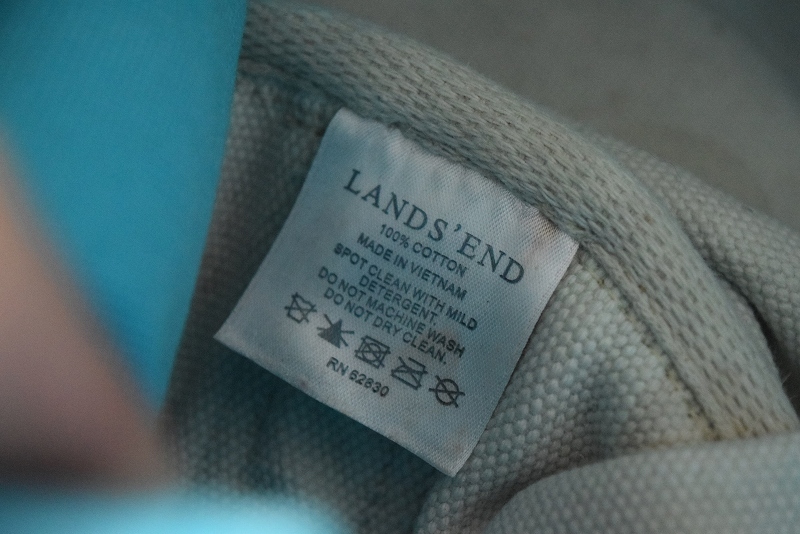 LANDS'END
100% COTTON
MADE IN VIETNAM
SPOT CLEAN WITH MILD
DETERGENT
DO NOT MACHINE WASH
DO NOT DRY CLEAN.
RN 62830